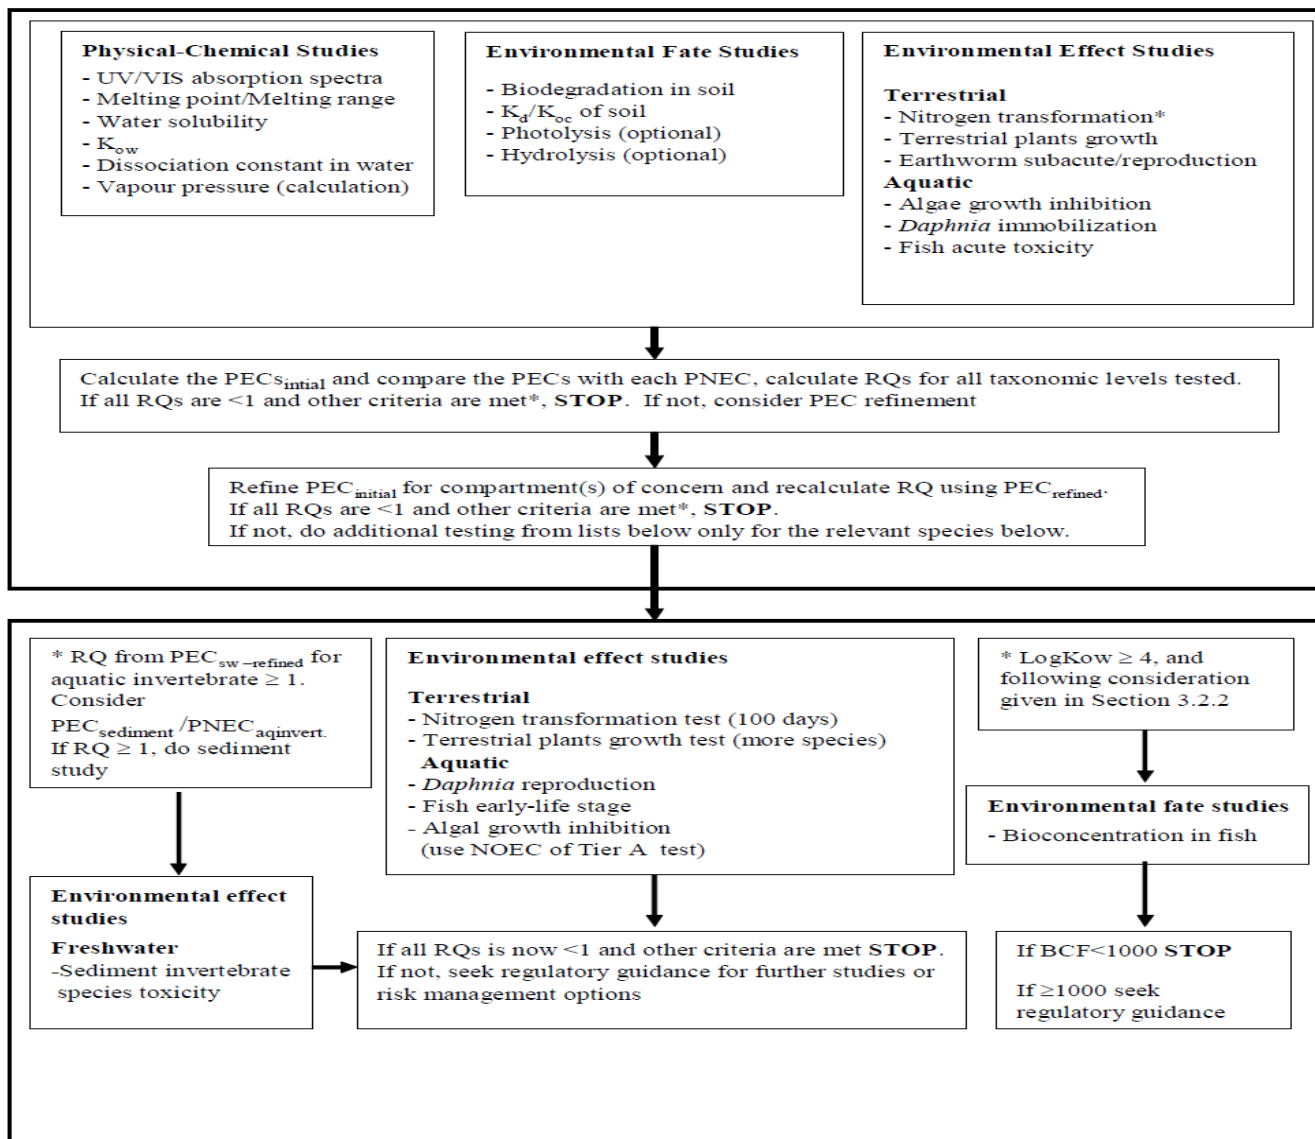 Physical-Chemical Studies
- UV/VIS absorption spectra
- Melting point/Melting range
- Water solubility
- Kow
- Dissociation constant in water
- Vapour pressure (calculation)
Environmental Fate Studies
- Biodegradation in soil
- Kd/Koc of soil
- Photolysis (optional)
- Hydrolysis (optional)
Environmental Effect Studies
Terrestrial
- Nitrogen transformation*
- Terrestrial plants growth
- Earthworm subacute/reproduction
Aquatic
- Algae growth inhibition
- Daphnia immobilization
- Fish acute toxicity
Calculate the PECsintial and compare the PECs with each PNEC, calculate RQs for all taxonomic levels tested.
If all RQs are <1 and other criteria are met*, STOP. If not, consider PEC refinement
Refine PECinitial for compartment(s) of concern and recalculate RQ using PECrefined.
If all RQs are <1 and other criteria are met*, STOP.
If not, do additional testing from lists below only for the relevant species below.
* RQ from PECsw–refined for
aquatic invertebrate ≥ 1.
Consider
PECsediment /PNECaqinvert.
If RQ ≥ 1, do sediment
study
Environmental effect studies
Terrestrial
- Nitrogen transformation test (100 days)
- Terrestrial plants growth test (more species)
Aquatic
- Daphnia reproduction
- Fish early-life stage
- Algal growth inhibition
(use NOEC of Tier A test)
* LogKow ≥ 4, and
following consideration
given in Section 3.2.2
Environmental fate studies
- Bioconcentration in fish
Environmental effect
studies
Freshwater
-Sediment invertebrate
species toxicity
If all RQs is now <1 and other criteria are met STOP.
If not, seek regulatory guidance for further studies or
risk management options
If BCF<1000 STOP
If ≥1000 seek
regulatory guidance